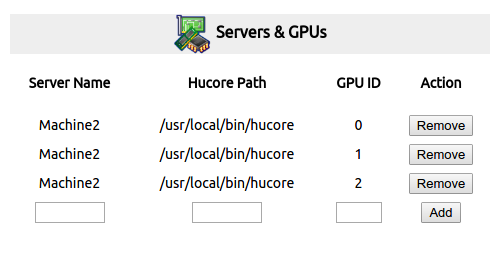 Servers & GPUs
Server Name Hucore Path GPU ID Action
Machine2 /usr/local/bin/hucore 0 Remove
Machine2 /usr/local/bin/hucore 1 Remove
Machine2 /usr/local/bin/hucore 2 Remove
Add